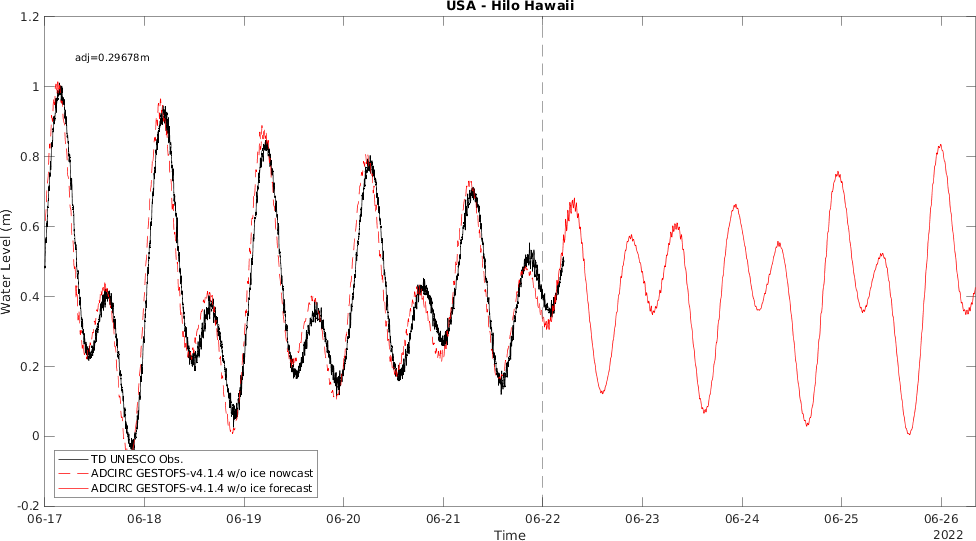 USA - Hilo Hawaii
adj=0.29678m
1.2
1
0.8
0.6
0.4
0.2
0
-0.2
Water Level (m)
TD UNESCO Obs.
ADCIRC GESTOFS-v4.1.4 w/o ice nowcast
ADCIRC GESTOFS-v4.1.4 w/o ice forecast
06-17 06-18 06-19 06-20 06-21 06-22 06-23 06-24 06-25 06-26
Time 2022